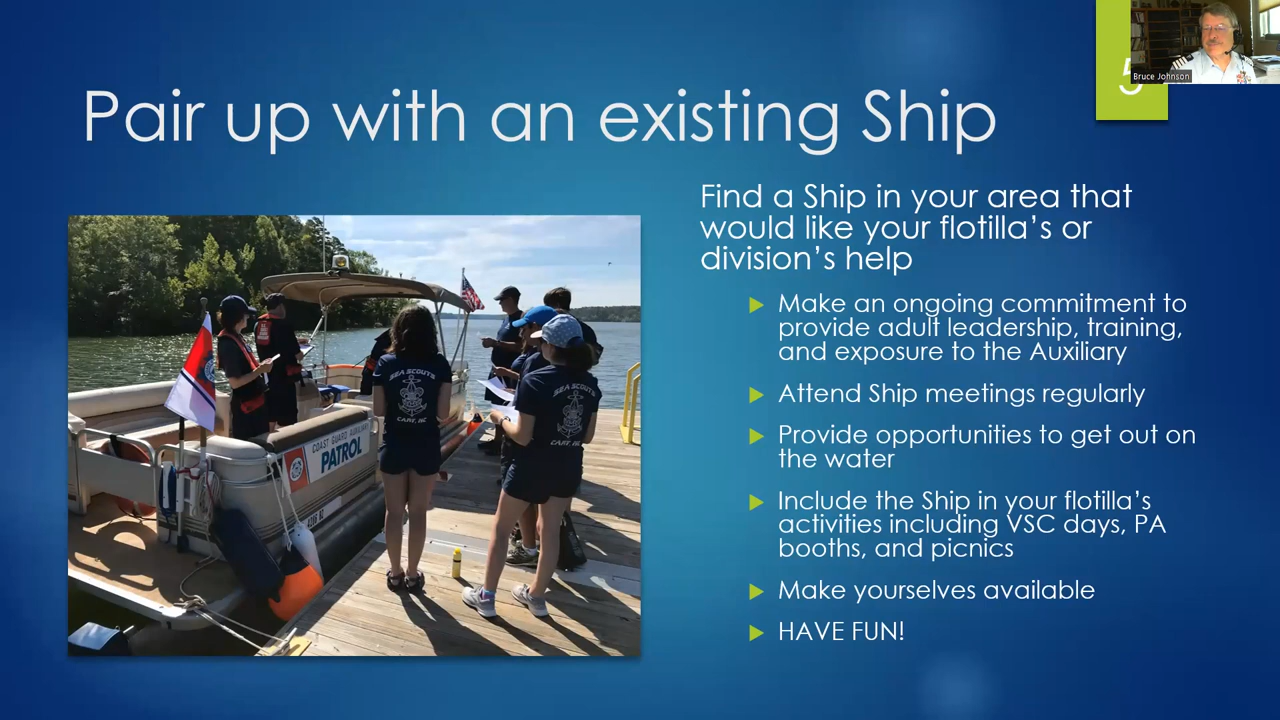 5
Bruce Johnson
Pair up with an existing Ship
Find a Ship in your area that
would like your flotilla's or
division's help
Make an ongoing commitment to
provide adult leadership, training,
and exposure to the Auxiliary
Attend Ship meetings regularly
Provide opportunities to get out on
the water
Include the Ship in your flotilla's
activities including VSC days, PA
booths, and picnics
Make yourselves available
HAVE FUN!
SEA SCOUTS
SEA SCOUTS
CARY, NC
COAST GUARD AUXILIARY
PATROL